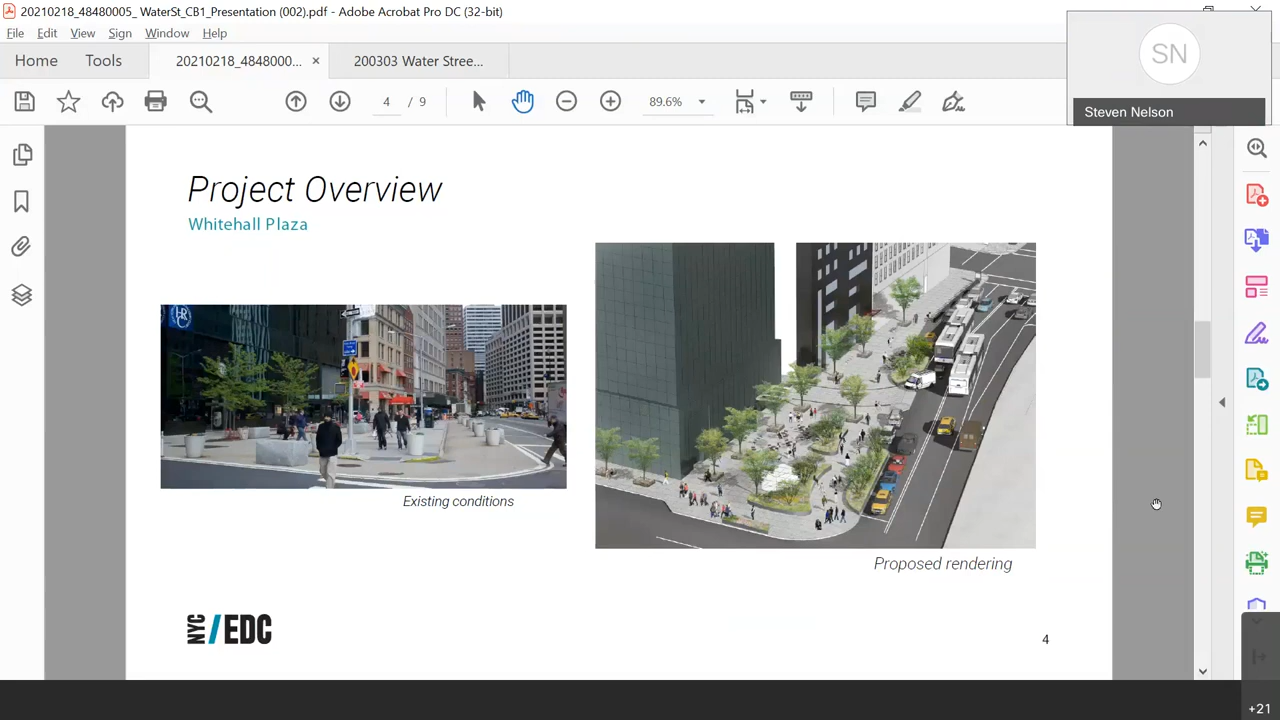 20210218_48480005_ WaterSt_CB1_Presentation (002).pdf - Adobe Acrobat Pro DC (32-bit)
File Edit View Sign Window Help
Home Tools 20210218_4848000... × 200303 Water Stree...
4 / 9 89.6%
SN
Steven Nelson
Project Overview
Whitehall Plaza
Existing conditions
Proposed rendering
NYC / EDC
4
+21